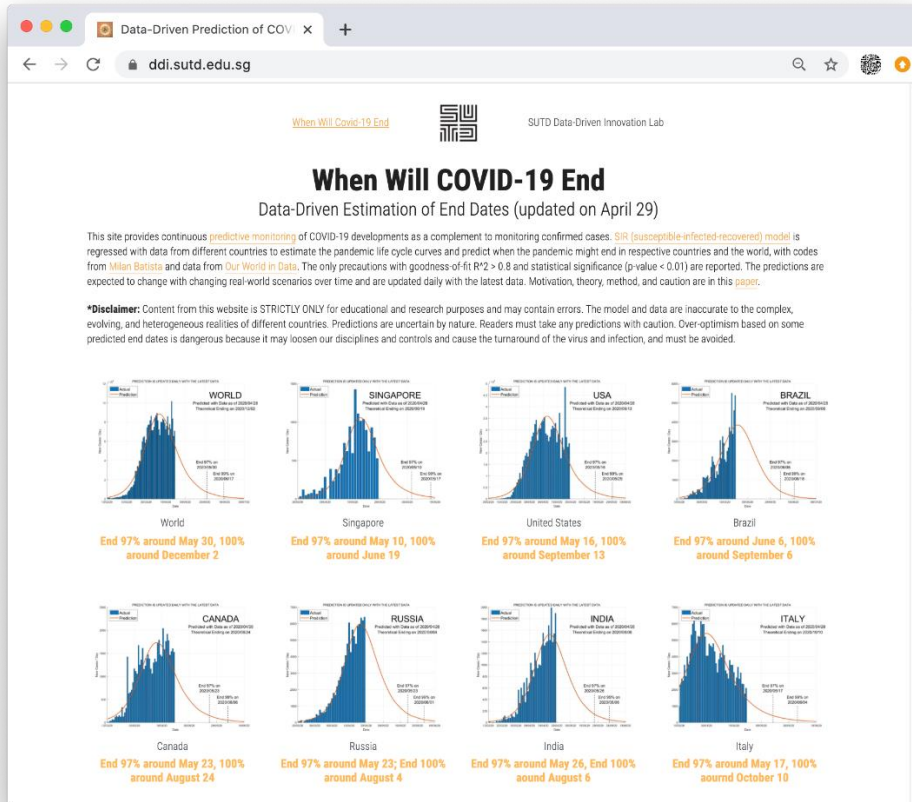 Data-Driven Prediction of COV
ddi.sutd.edu.sg
When Will Covid-19 End
SUTD Data-Driven Innovation Lab
When Will COVID-19 End
Data-Driven Estimation of End Dates (updated on April 29)
This site provides continuous predictive monitoring of COVID-19 developments as a complement to monitoring confirmed cases. SIR (susceptible-infected-recovered) model is
regressed with data from different countries to estimate the pandemic life cycle curves and predict when the pandemic might end in respective countries and the world, with codes
from Milan Batista and data from Our World in Data. The only precautions with goodness-of-fit R^2 > 0.8 and statistical significance (p-value < 0.01) are reported. The predictions are
expected to change with changing real-world scenarios over time and are updated daily with the latest data. Motivation, theory, method, and caution are in this paper.
*Disclaimer: Content from this website is STRICTLY ONLY for educational and research purposes and may contain errors. The model and data are inaccurate to the complex,
evolving, and heterogeneous realities of different countries. Predictions are uncertain by nature. Readers must take any predictions with caution. Over-optimism based on some
predicted end dates is dangerous because it may loosen our disciplines and controls and cause the turnaround of the virus and infection, and must be avoided.
WORLD
SINGAPORE
USA
BRAZIL
World
Singapore
United States
Brazil
End 97% around May 30, 100%
around December 2
End 97% around May 10, 100%
around June 19
End 97% around May 16, 100%
around September 13
End 97% around June 6, 100%
around September 6
CANADA
RUSSIA
INDIA
ITALY
Canada
Russia
India
Italy
End 97% around May 23, 100%
around August 24
End 97% around May 23; End 100%
around August 4
End 97% around May 26, End 100%
aound August 6
End 97% around May 17, 100%
aournd October 10